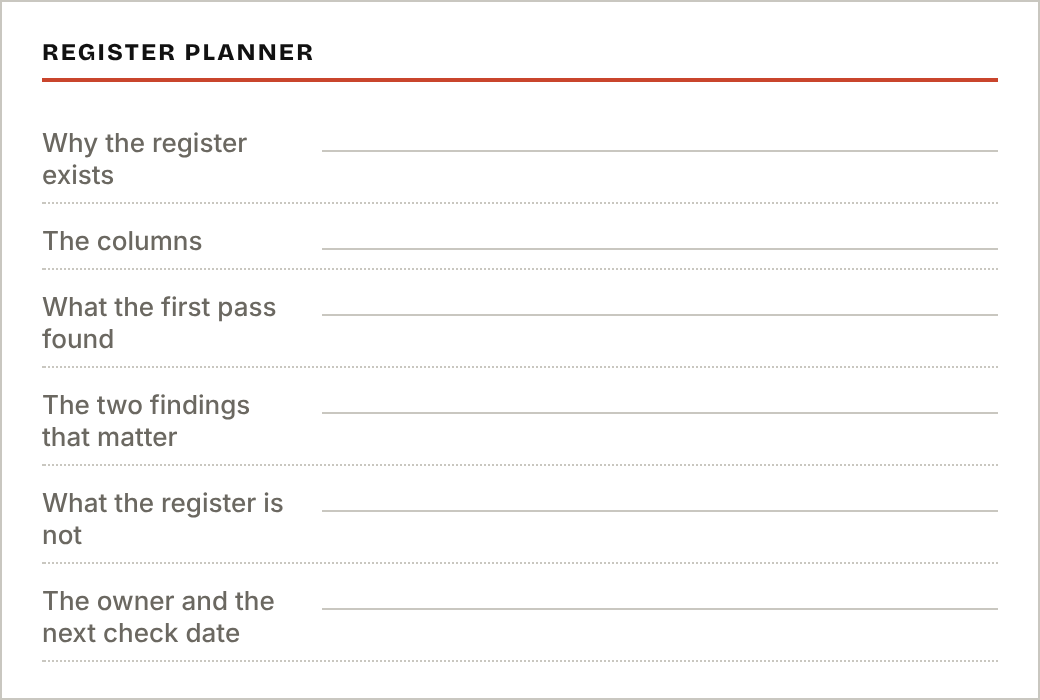 REGISTER PLANNER
Why the register
exists
The columns
What the first pass
found
The two findings
that matter
What the register is
not
The owner and the
next check date